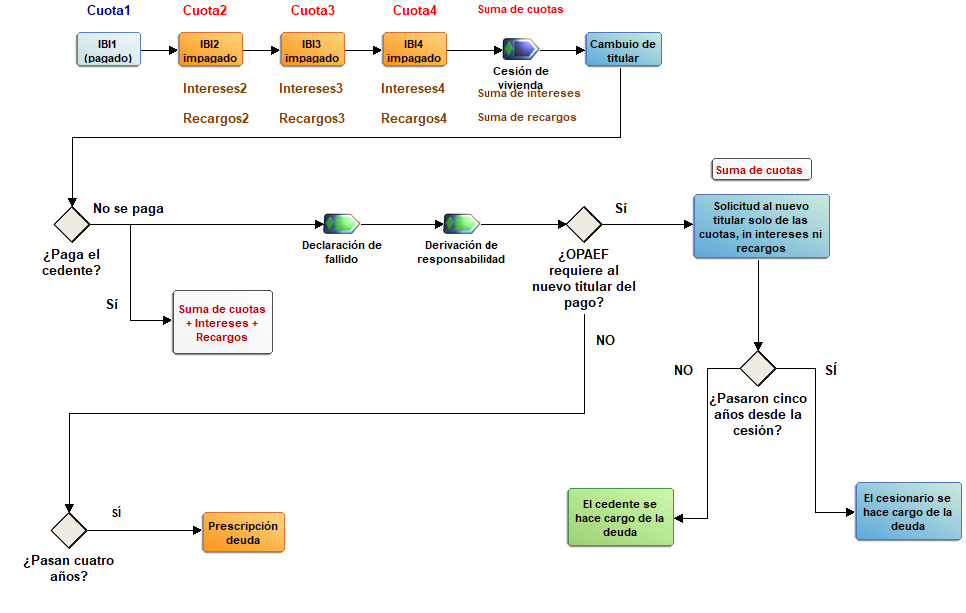 Cuota1
Cuota2
Cuota3
Cuota4
Suma de cuotas
IBI1
(pagado)
IBI2
impagado
IBI3
impagado
IBI4
impagado
Cesión de
vivienda
Cambuio de
titular
Intereses2
Intereses3
Intereses4
Suma de intereses
Recargos2
Recargos3
Recargos4
Suma de recargos
Suma de cuotas
No se paga
¿Paga el
cedente?
Declaración de
fallido
Derivación de
responsabilidad
Sí
¿OPAEF
requiere al
nuevo titular del
pago?
Solicitud al nuevo
titular solo de las
cuotas, in intereses ni
recargos
Sí
Suma de cuotas
+ Intereses +
Recargos
NO
NO
SÍ
¿Pasaron cinco
años desde la
cesión?
El cedente se
hace cargo de la
deuda
El cesionario se
hace cargo de la
deuda
SÍ
Prescripción
deuda
¿Pasan cuatro
años?